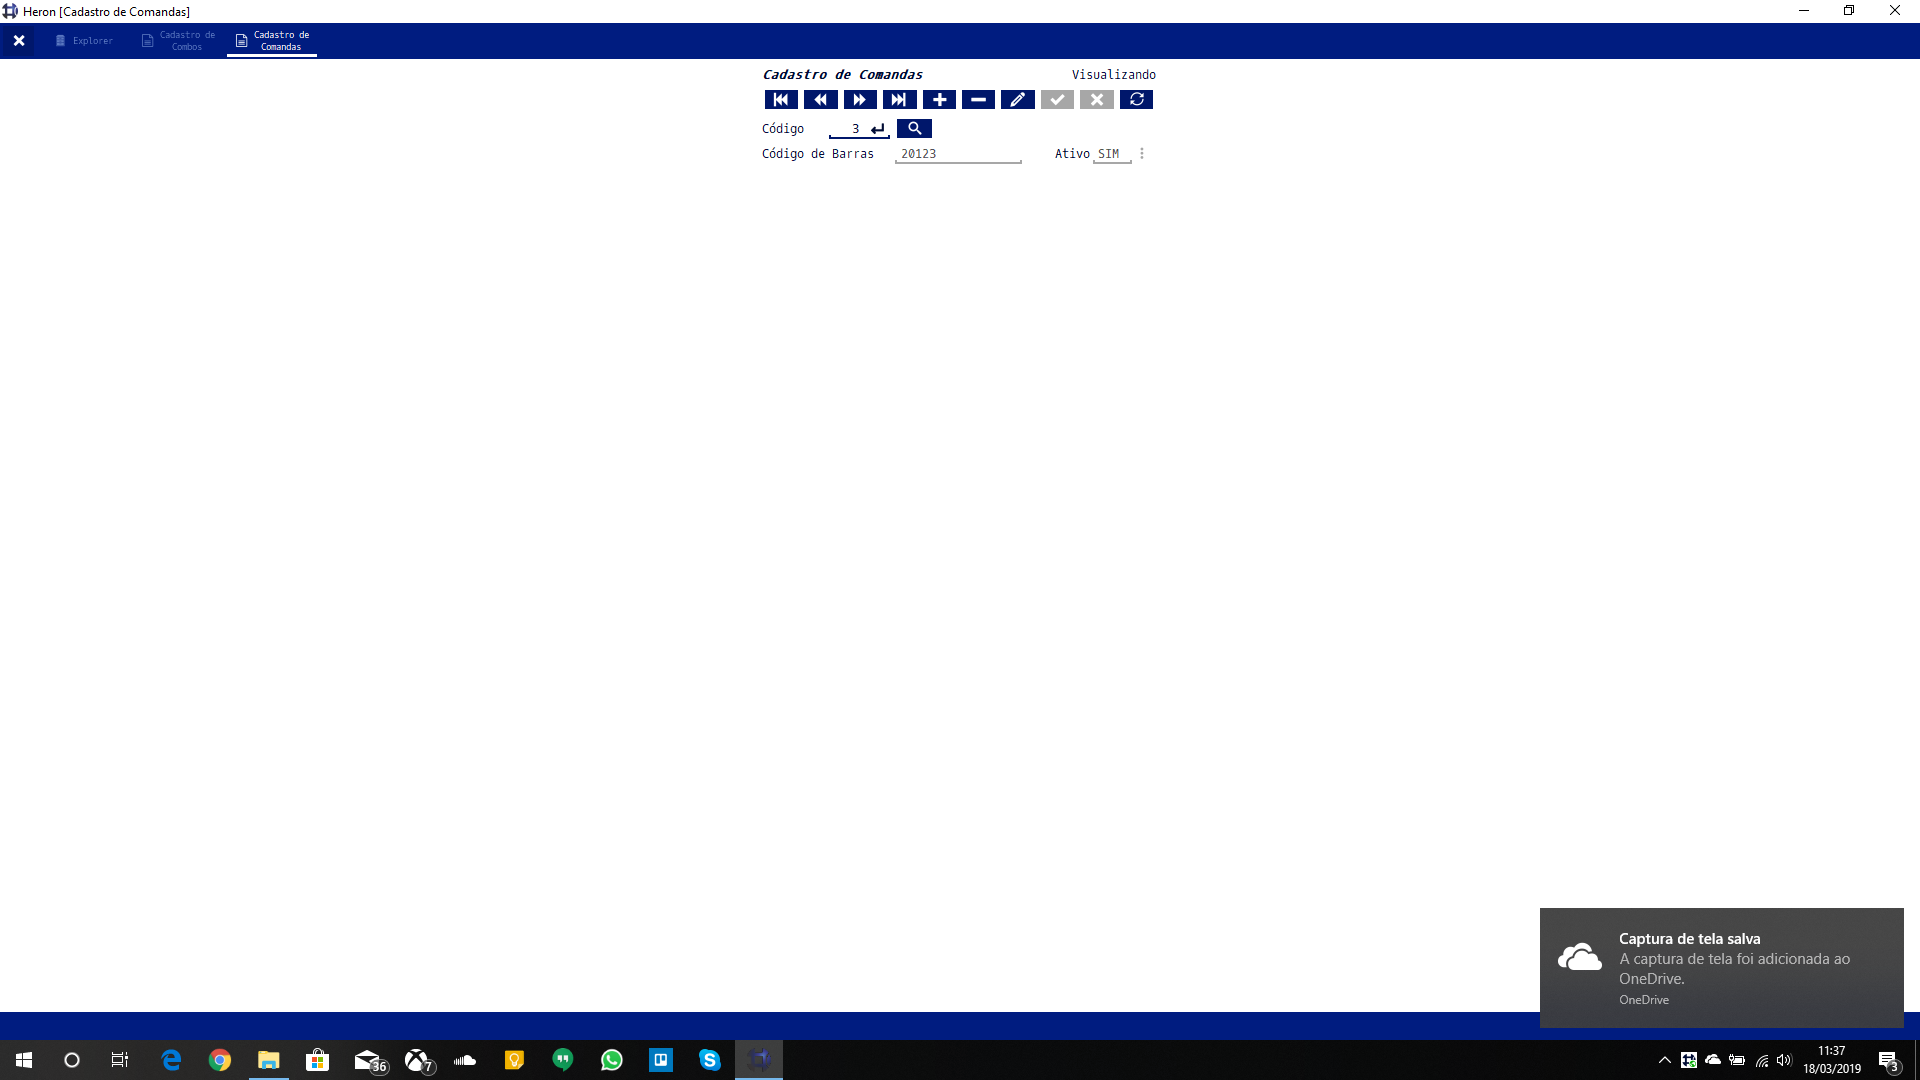 Heron [Cadastro de Comandas]
Explorer
Cadastro de
Combos
Cadastro de
Comandas
Cadastro de Comandas
Visualizando
Código 3
Código de Barras 20123 Ativo SIM
Captura de tela salva
A captura de tela foi adicionada ao
OneDrive.
OneDrive
36
7
11:37
18/03/2019
3